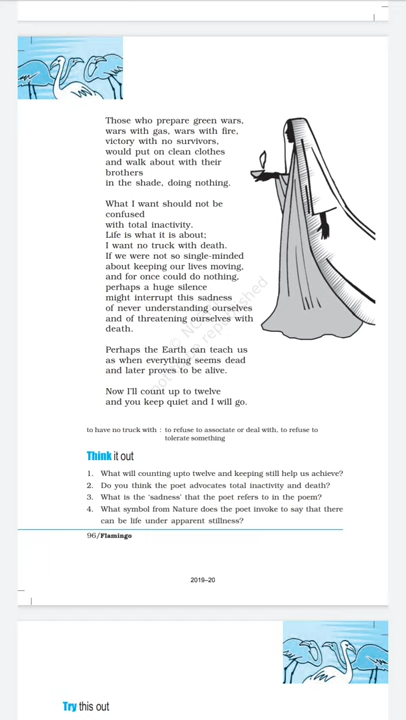 Those who prepare green wars,
wars with gas, wars with fire,
victory with no survivors,
would put on clean clothes
and walk about with their
brothers
in the shade, doing nothing.
What I want should not be
confused
with total inactivity.
Life is what it is about;
I want no truck with death.
If we were not so single-minded
about keeping our lives moving,
and for once could do nothing,
perhaps a huge silence
might interrupt this sadness
of never understanding ourselves
and of threatening ourselves with
death.
Perhaps the Earth can teach us
as when everything seems dead
and later proves to be alive.
Now I'll count up to twelve
and you keep quiet and I will go.
to have no truck with : to refuse to associate or deal with, to refuse to
tolerate something
Think it out
1. What will counting upto twelve and keeping still help us achieve?
2. Do you think the poet advocates total inactivity and death?
3. What is the 'sadness' that the poet refers to in the poem?
4. What symbol from Nature does the poet invoke to say that there
can be life under apparent stillness?
96/Flamingo
2019–20
Try this out